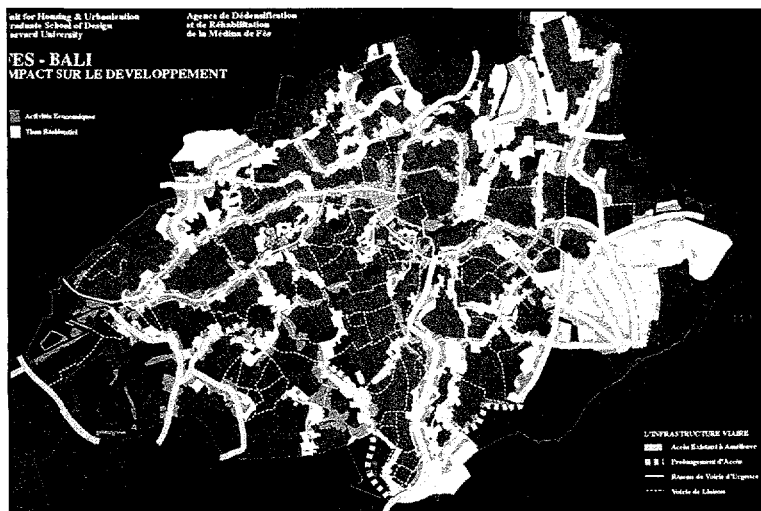 nit for Housing & Urbanization
raduate School of Design
arvard University
Agence de Dédensification
et de Réhabilitation
de la Médina de Fès
FES - BALI
MPACT SUR LE DEVELOPPEMENT
Activités Economiques
Tissu Résidentiel
L'INFRASTRUCTURE VIAIRE
Accès Existant à Améliorer
Prolongement d'Accès
Réseau de Voirie d'Urgence
Voirie de Liaison